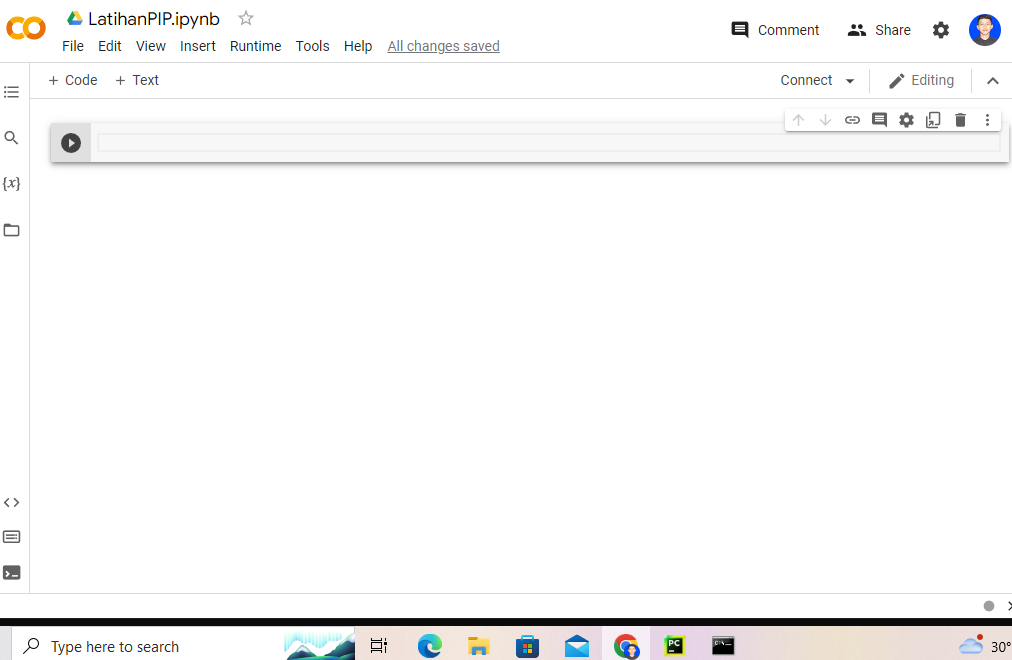 LatihanPIP.ipynb
Comment
Share
File Edit View Insert Runtime Tools Help All changes saved
+ Code + Text
Connect
Editing
{x}
Type here to search
PC
30°